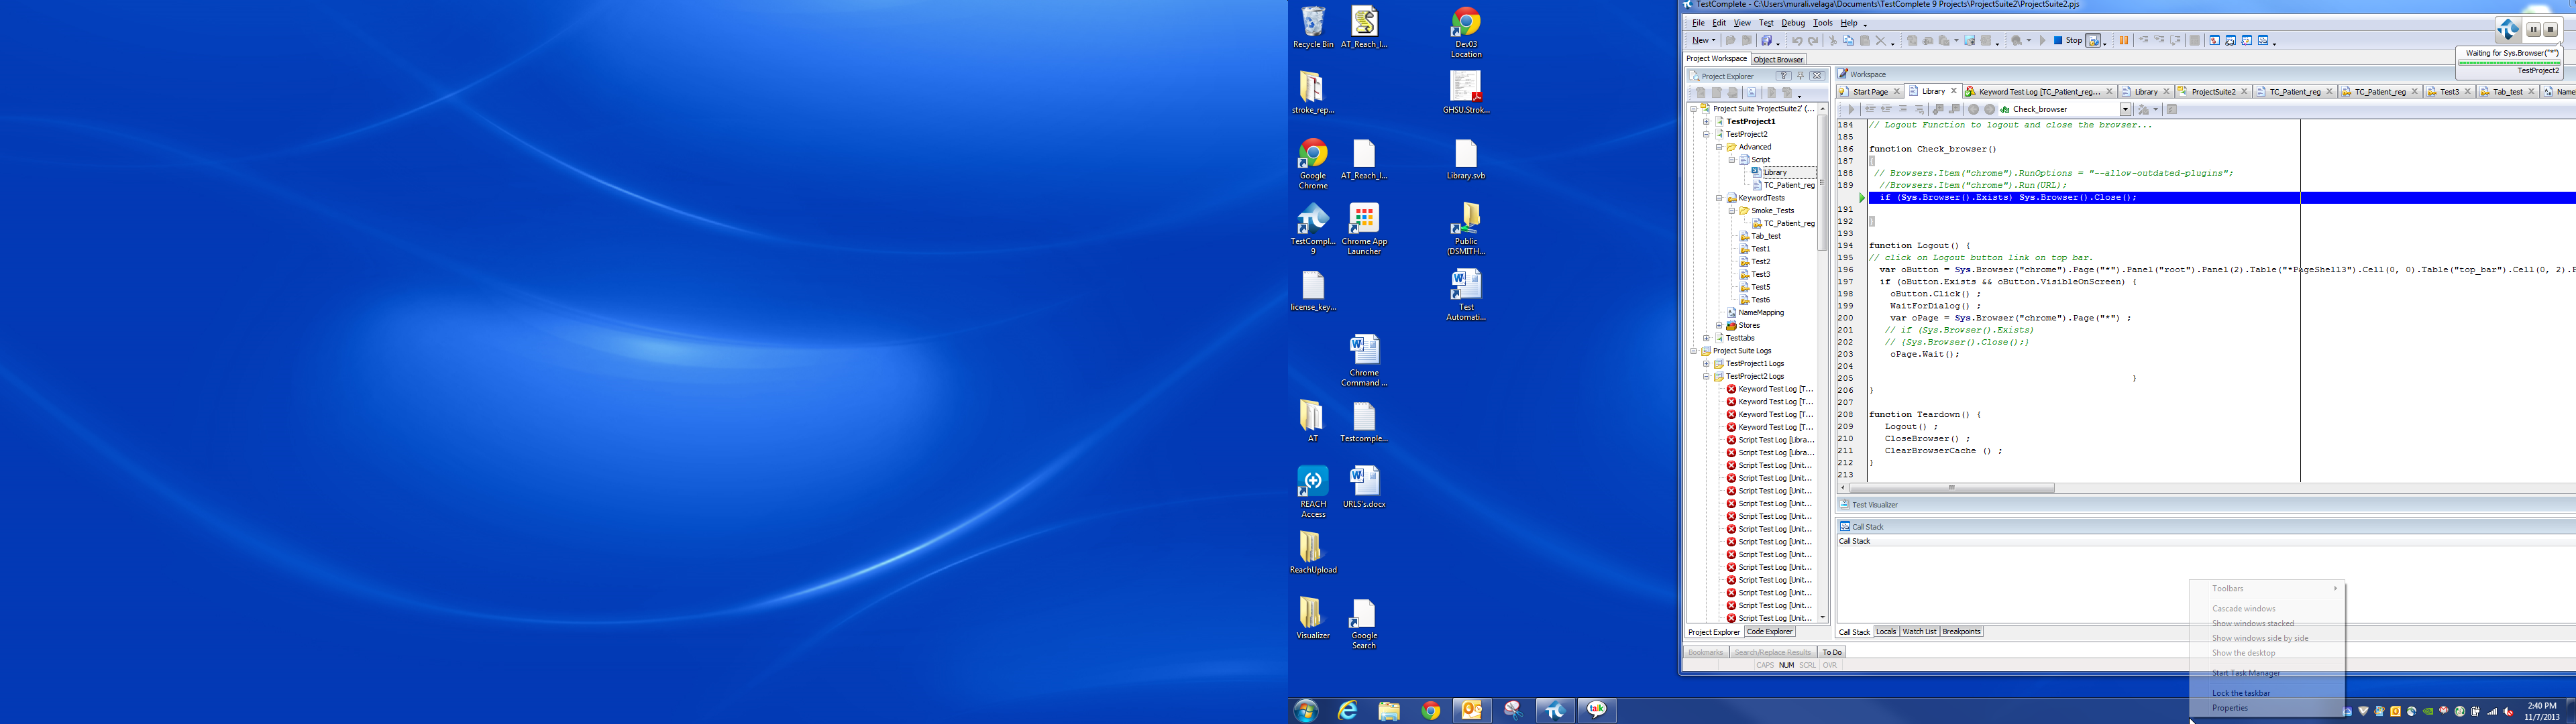 Recycle Bin
AT_Reach_I...
Dev03
Location
stroke_rep...
GHSU.Strok...
Google
Chrome
AT_Reach_I...
Library.svb
TestCompl...
9
Chrome App
Launcher
Public
(DSMITH...
license_key...
Test
Automati...
Chrome
Command ...
AT
Testcomple...
REACH
Access
URLS's.docx
ReachUpload
Visualizer
Google
Search
TestComplete - C:\Users\murali.velaga\Documents\TestComplete 9 Projects\ProjectSuite2\ProjectSuite2.pjs
File Edit View Test Debug Tools Help
New
Stop
Waiting for Sys.Browser("*")
TestProject2
Project Workspace Object Browser
Project Explorer
Project Suite 'ProjectSuite2' (...
TestProject1
TestProject2
Advanced
Script
Library
TC_Patient_reg
KeywordTests
Smoke_Tests
TC_Patient_reg
Tab_test
Test1
Test2
Test3
Test5
Test6
NameMapping
Stores
Testtabs
Project Suite Logs
TestProject1 Logs
TestProject2 Logs
Keyword Test Log [T...
Keyword Test Log [T...
Keyword Test Log [T...
Keyword Test Log [T...
Script Test Log [Libra...
Script Test Log [Libra...
Script Test Log [Unit...
Script Test Log [Unit...
Script Test Log [Unit...
Script Test Log [Unit...
Script Test Log [Unit...
Script Test Log [Unit...
Script Test Log [Unit...
Script Test Log [Unit...
Script Test Log [Unit...
Script Test Log [Unit...
Script Test Log [Unit...
Script Test Log [Unit...
Script Test Log [Unit...
Project Explorer Code Explorer
Workspace
Start Page Library Keyword Test Log [TC_Patient_reg... Library ProjectSuite2 TC_Patient_reg TC_Patient_reg Test3 Tab_test Name
Check_browser
184 // Logout Function to logout and close the browser...
185
186 function Check_browser()
187 {
188 // Browsers.Item("chrome").RunOptions = "--allow-outdated-plugins";
189 //Browsers.Item("chrome").Run(URL);
if (Sys.Browser().Exists) Sys.Browser().Close();
191
192 }
193
194 function Logout() {
195 // click on Logout button link on top bar.
196 var oButton = Sys.Browser("chrome").Page("*").Panel("root").Panel(2).Table("*PageShell3").Cell(0, 0).Table("top_bar").Cell(0, 2).P
197 if (oButton.Exists && oButton.VisibleOnScreen) {
198 oButton.Click() ;
199 WaitForDialog() ;
200 var oPage = Sys.Browser("chrome").Page("*") ;
201 // if (Sys.Browser().Exists)
202 // (Sys.Browser().Close();)
203 oPage.Wait();
204
205 }
206 }
207
208 function Teardown() {
209 Logout() ;
210 CloseBrowser() ;
211 ClearBrowserCache () ;
212 }
213
Test Visualizer
Call Stack
Call Stack
Call Stack Locals Watch List Breakpoints
Bookmarks Search/Replace Results To Do
CAPS NUM SCRL OVR
Toolbars
Cascade windows
Show windows stacked
Show windows side by side
Show the desktop
Start Task Manager
Lock the taskbar
Properties
talk
2:40 PM
11/7/2013